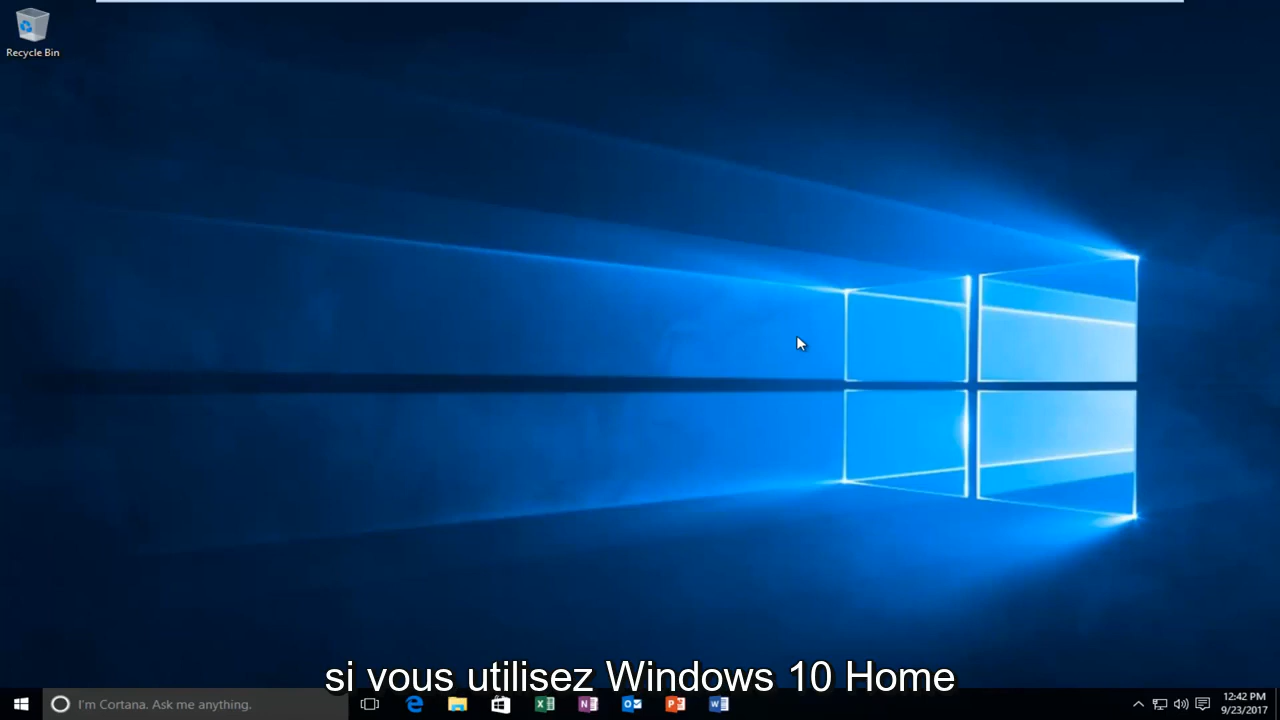 Recycle Bin
si vous utilisez Windows 10 Home
I'm Cortana. Ask me anything.
12:42 PM
9/23/2017